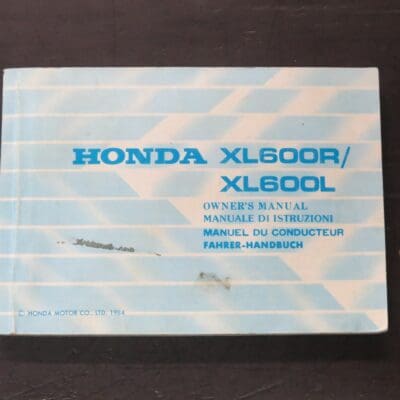 HONDA XL600R/
XL600L
OWNER'S MANUAL
MANUALE DI ISTRUZIONI
MANUEL DU CONDUCTEUR
FAHRER-HANDBUCH
© HONDA MOTOR CO., LTD. 1984